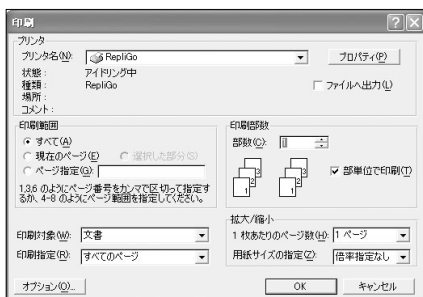 印刷
プリンタ
プリンタ名(N): RepliGo プロパティ(P)
状態: アイドリング中
種類: RepliGo ファイルへ出力(L)
場所:
コメント:
印刷範囲
すべて(A)
現在のページ(E) 選択した部分(S)
ページ指定(G):
1,3,6 のようにページ番号をカンマで区切って指定す
るか、4-8 のようにページ範囲を指定してください。
印刷部数
部数(C): 1
部単位で印刷(T)
印刷対象(W): 文書
印刷指定(R): すべてのページ
拡大/縮小
1 枚あたりのページ数(H): 1 ページ
用紙サイズの指定(Z): 倍率指定なし
オプション(O)... OK キャンセル